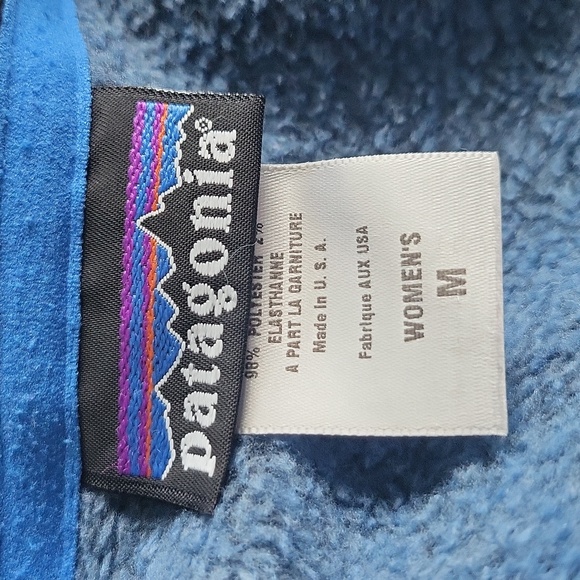 patagonia®
98% POLYESTER 2%
ELASTHANNE
A PART LA GARNITURE
Made in U.S.A.
Fabrique AUX USA
WOMEN'S
M